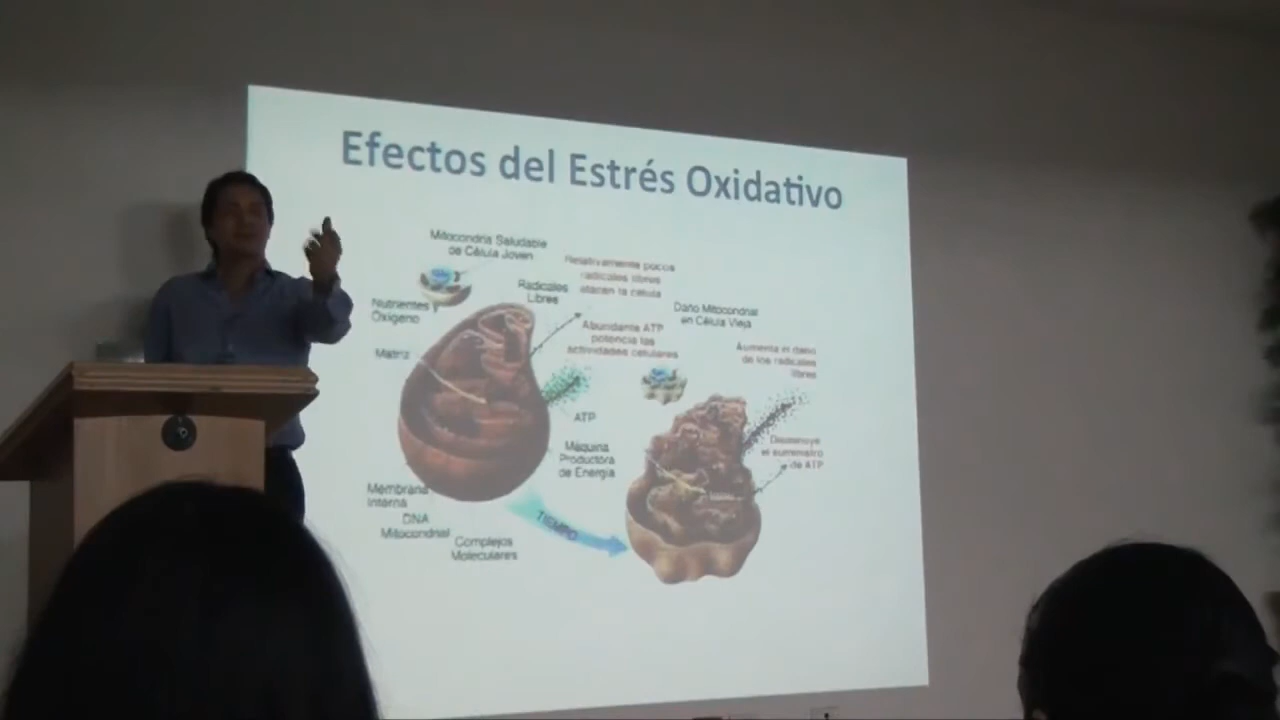 Efectos del Estrés Oxidativo
Mitocondria Saludable
de Célula Joven
Relativamente pocos
radicales libres
atacan la célula
Radicales
Libres
Nutrientes y
Oxigeno
Daño Mitocondrial
en Célula Vieja
Abundante ATP
potencia las
actividades celulares
Matriz
Aumenta el daño
de los radicales
libres
ATP
Máquina
Productora
de Energía
Disminuye
el suministro
de ATP
Membrana
Interna
DNA
Mitocondrial
Complejos
Moleculares
TIEMPO